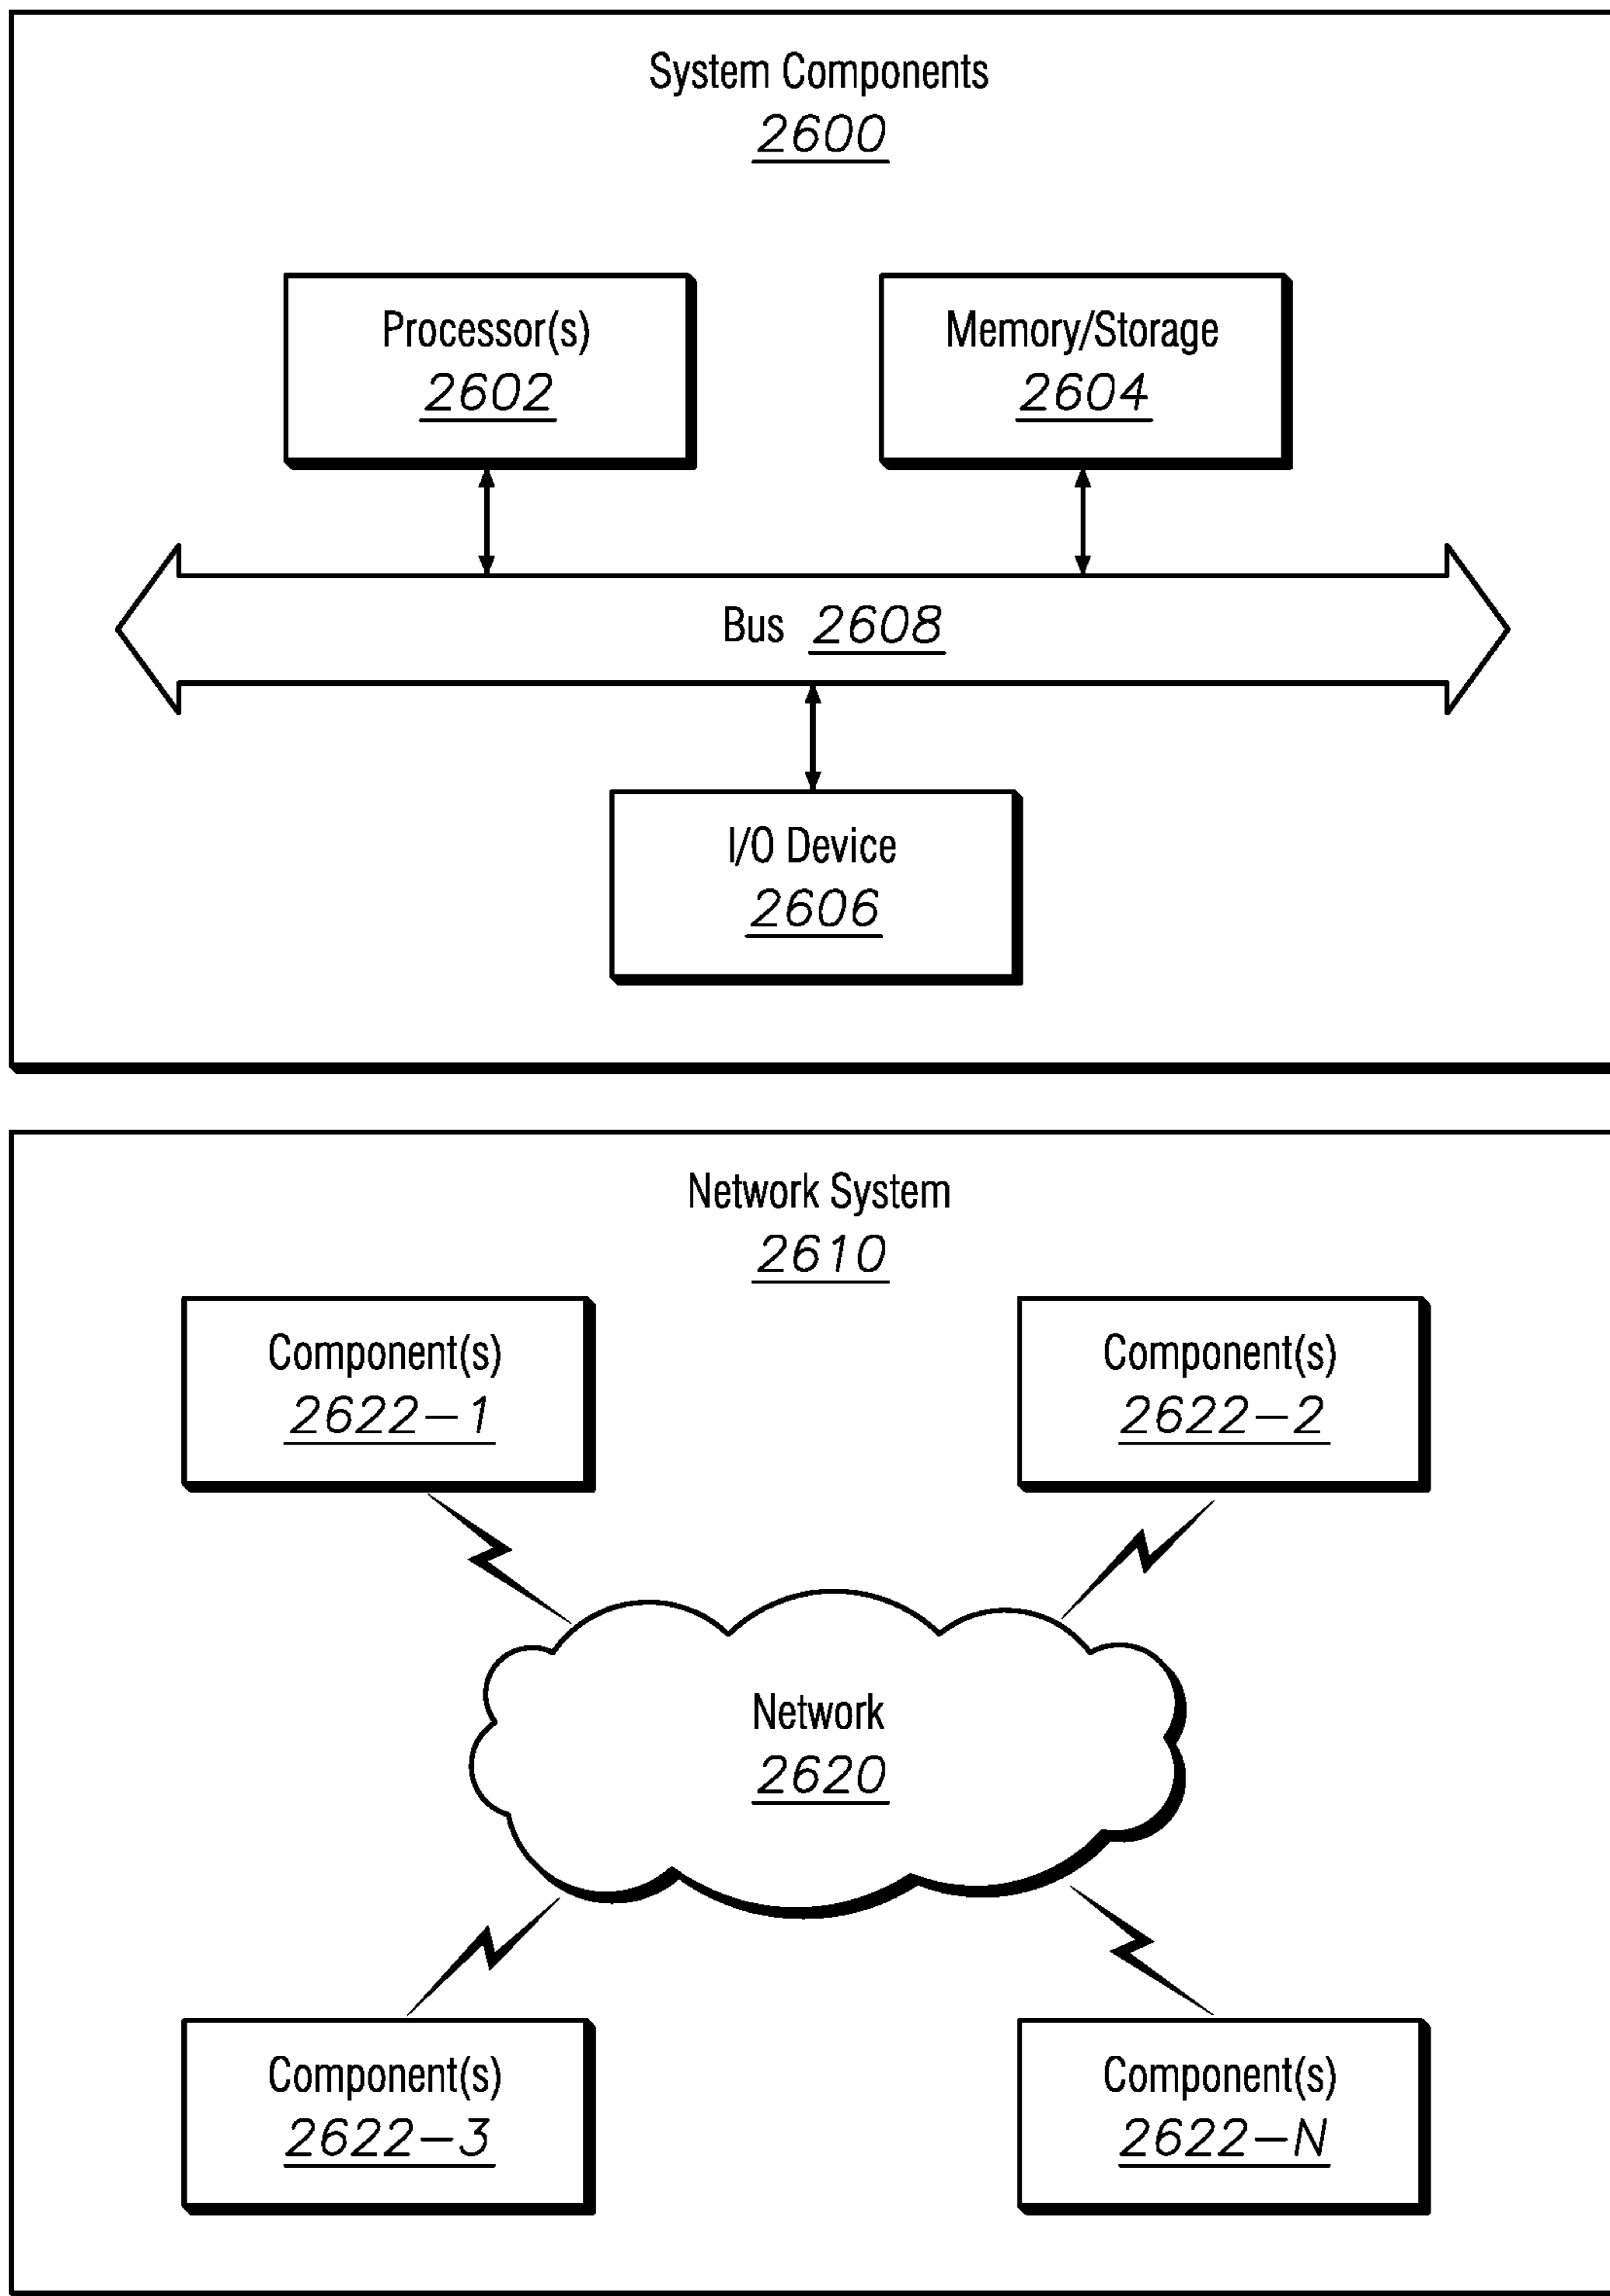 System Components
2600
Processor(s)
2602
Memory/Storage
2604
Bus 2608
I/O Device
2606
Network System
2610
Component(s)
2622-1
Component(s)
2622-2
Network
2620
Component(s)
2622-3
Component(s)
2622-N